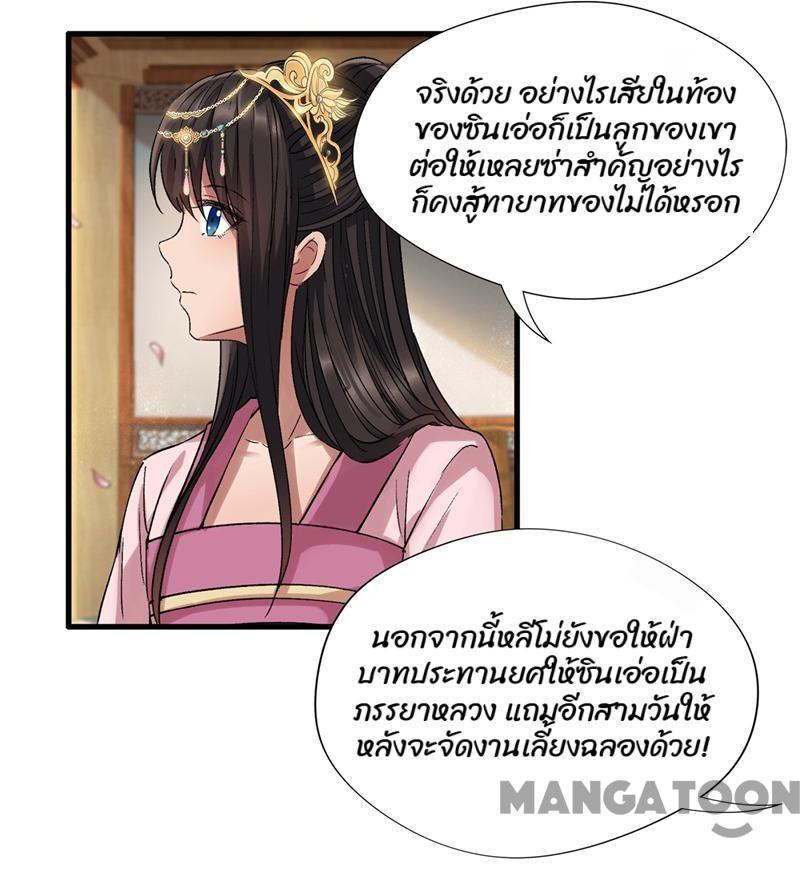 จริงด้วย อย่างไรเสียในท้อง
ของซินเอ่อก็เป็นลูกของเขา
ต่อให้เหลยซ่าสำคัญอย่างไร
ก็คงสู้ทายาทของไม่ได้หรอก
นอกจากนี้หลีโม่ยังขอให้ฝ่า
บาทประทานยศให้ซินเอ่อเป็น
ภรรยาหลวง แถมอีกสามวันให้
หลังจะจัดงานเลี้ยงฉลองด้วย!
MANGATOON